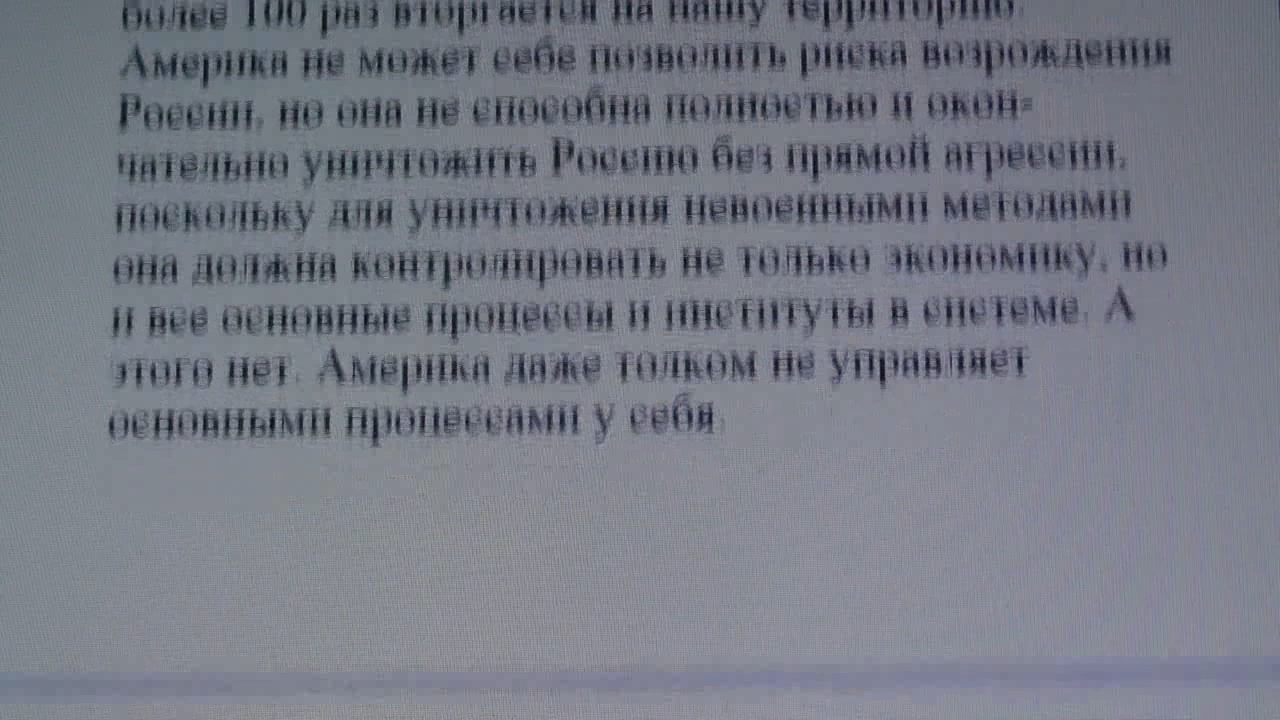 более 100 раз вторгается на нашу территорию.
Америка не может себе позволить риска возрождения
России, но она не способна полностью и окон-
чательно уничтожить Россию без прямой агрессии,
поскольку для уничтожения невоенными методами
она должна контролировать не только экономику, но
и все основные процессы и институты в системе. А
этого нет. Америка даже толком не управляет
основными процессами у себя.